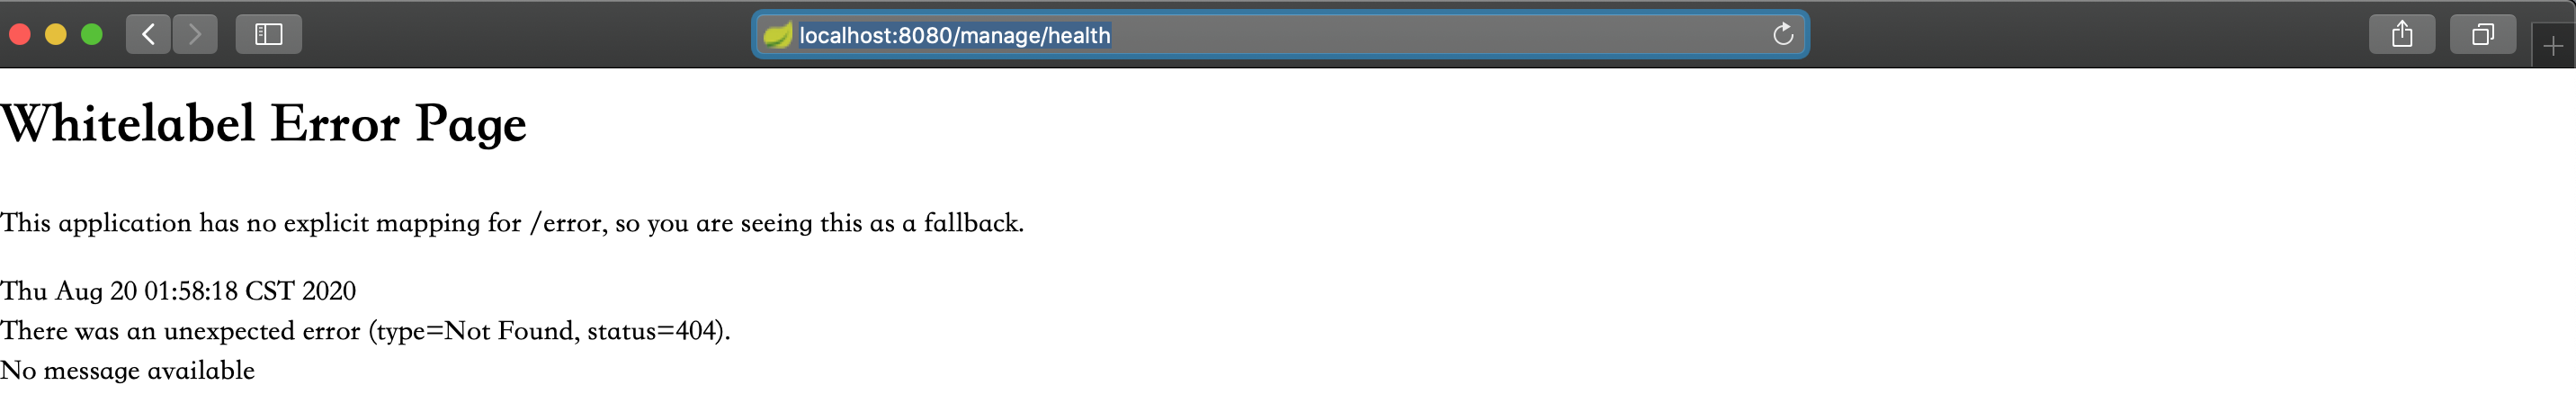 localhost:8080/manage/health
Whitelabel Error Page
This application has no explicit mapping for /error, so you are seeing this as a fallback.
Thu Aug 20 01:58:18 CST 2020
There was an unexpected error (type=Not Found, status=404).
No message available